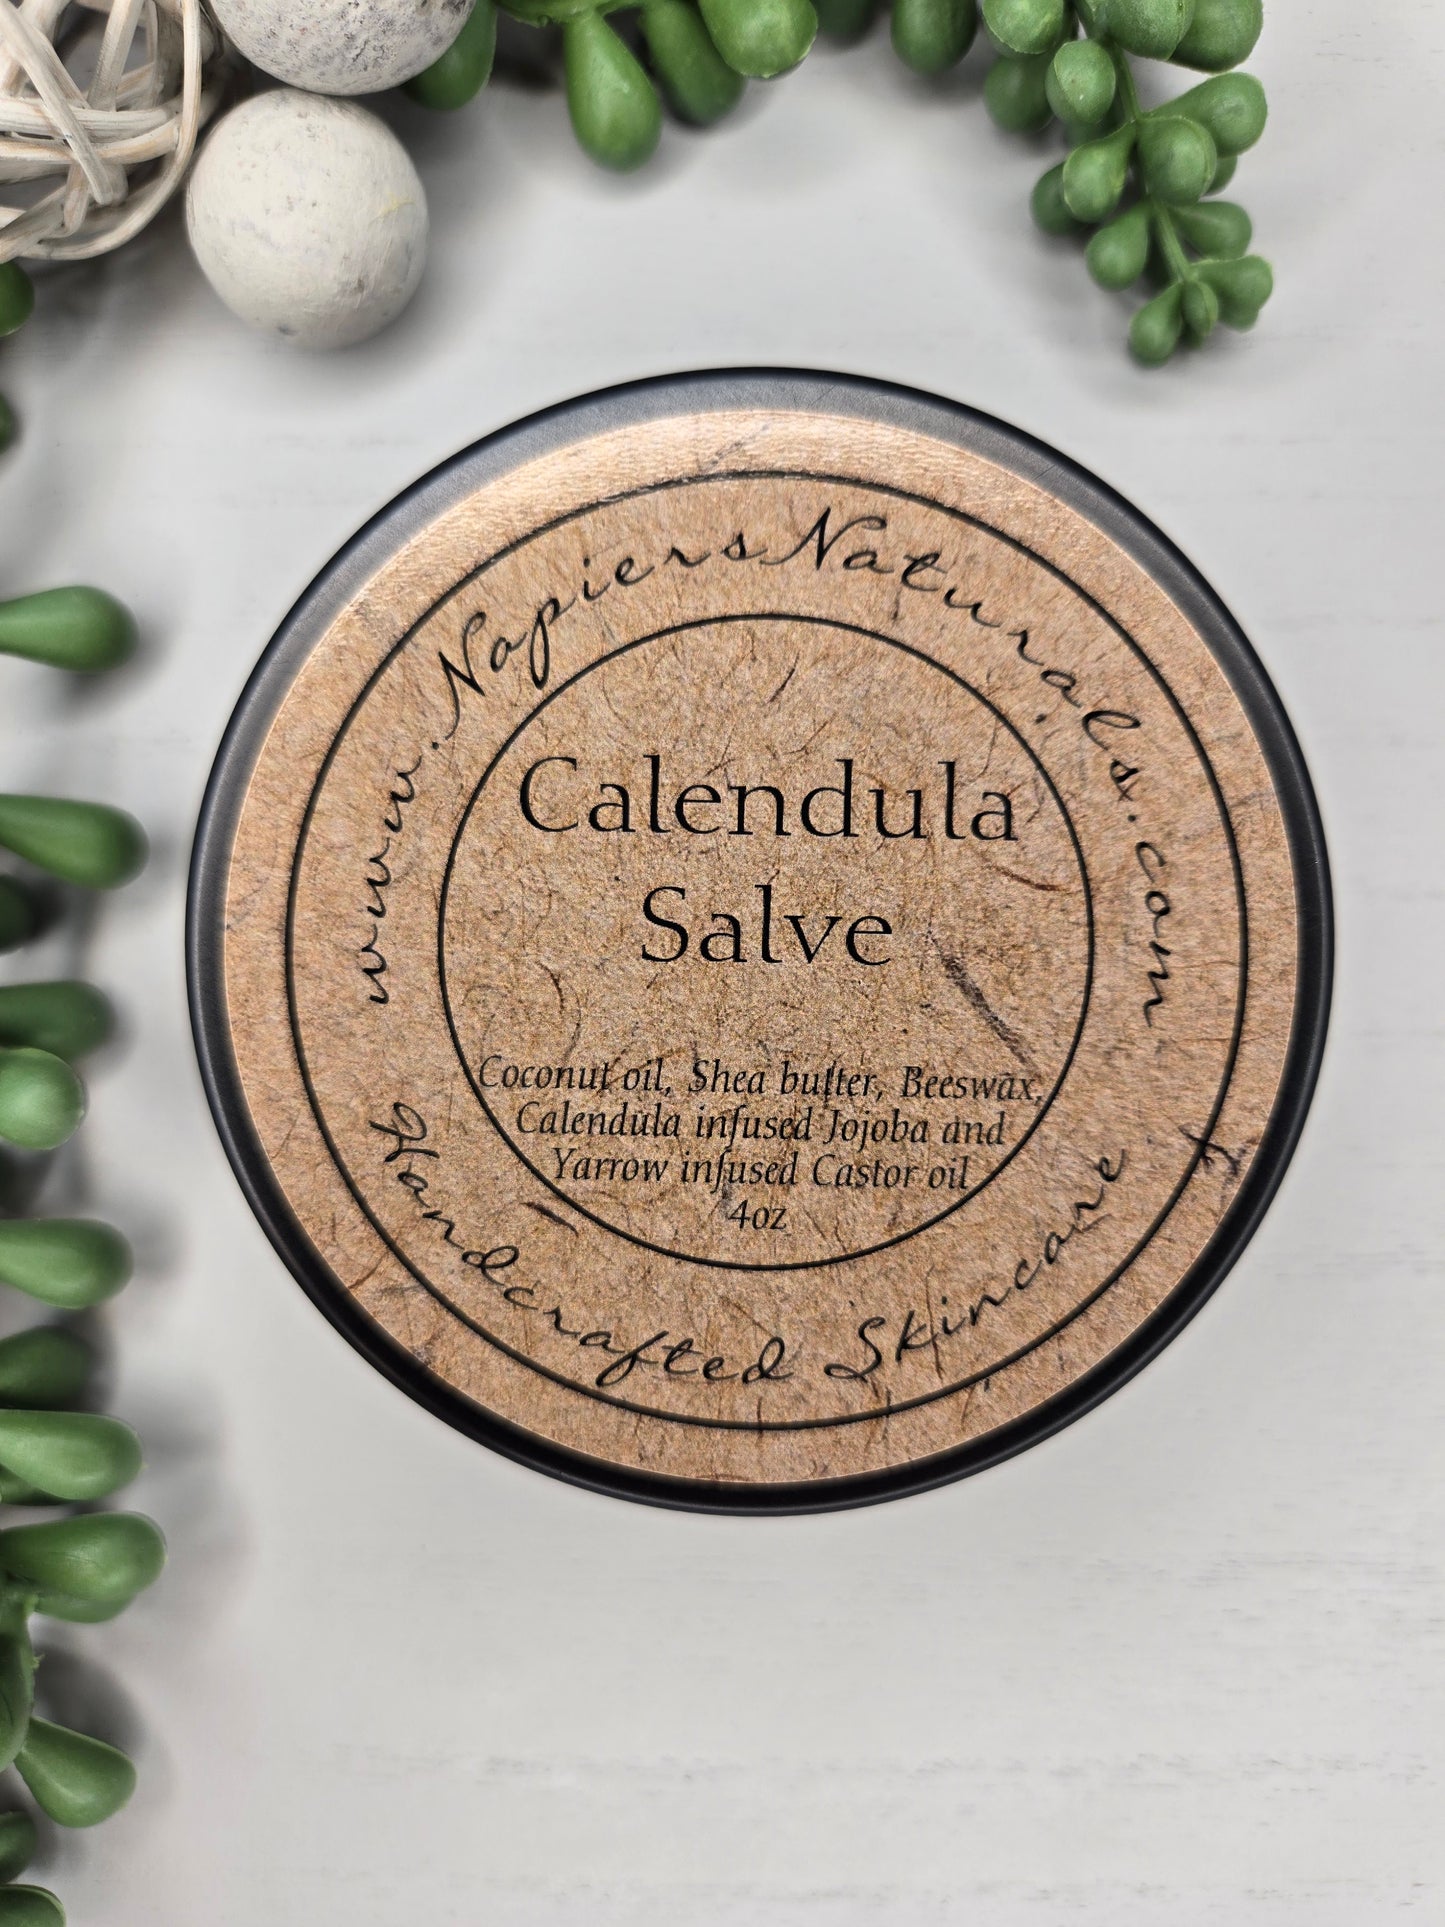 www.NapiersNaturals.com
Calendula
Salve
Coconut oil, Shea butter, Beeswax,
Calendula infused Jojoba and
Yarrow infused Castor oil
4oz
Handcrafted Skincare